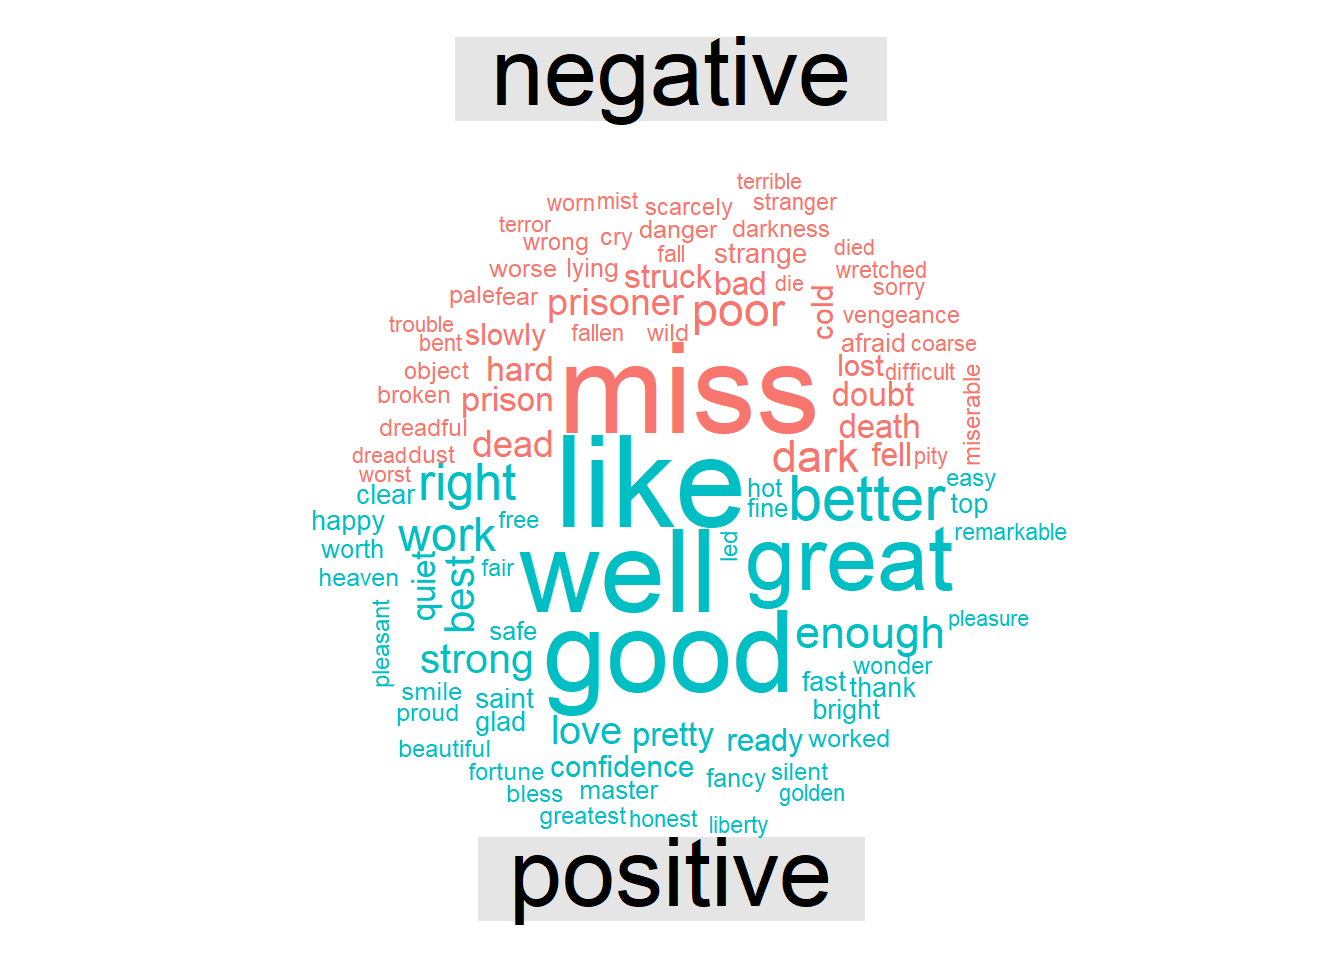 negative
terrible
worn mist scarcely stranger
terror danger darkness
wrong cry strange died
fall
worse lying struck bad die wretched
sorry
pale fear prisoner poor cold vengeance
trouble slowly fallen wild afraid coarse
bent
object hard miss lost difficult
broken prison doubt miserable
dreadful dead death
dread dust dark fell pity
worst right like hot better easy
clear fine top
happy work free great remarkable
worth well led
heaven quiet best fair
pleasant safe good enough pleasure
strong wonder
smile saint fast thank
proud glad bright
love pretty ready worked
beautiful
fortune confidence fancy silent
bless master golden
greatest honest liberty
positive